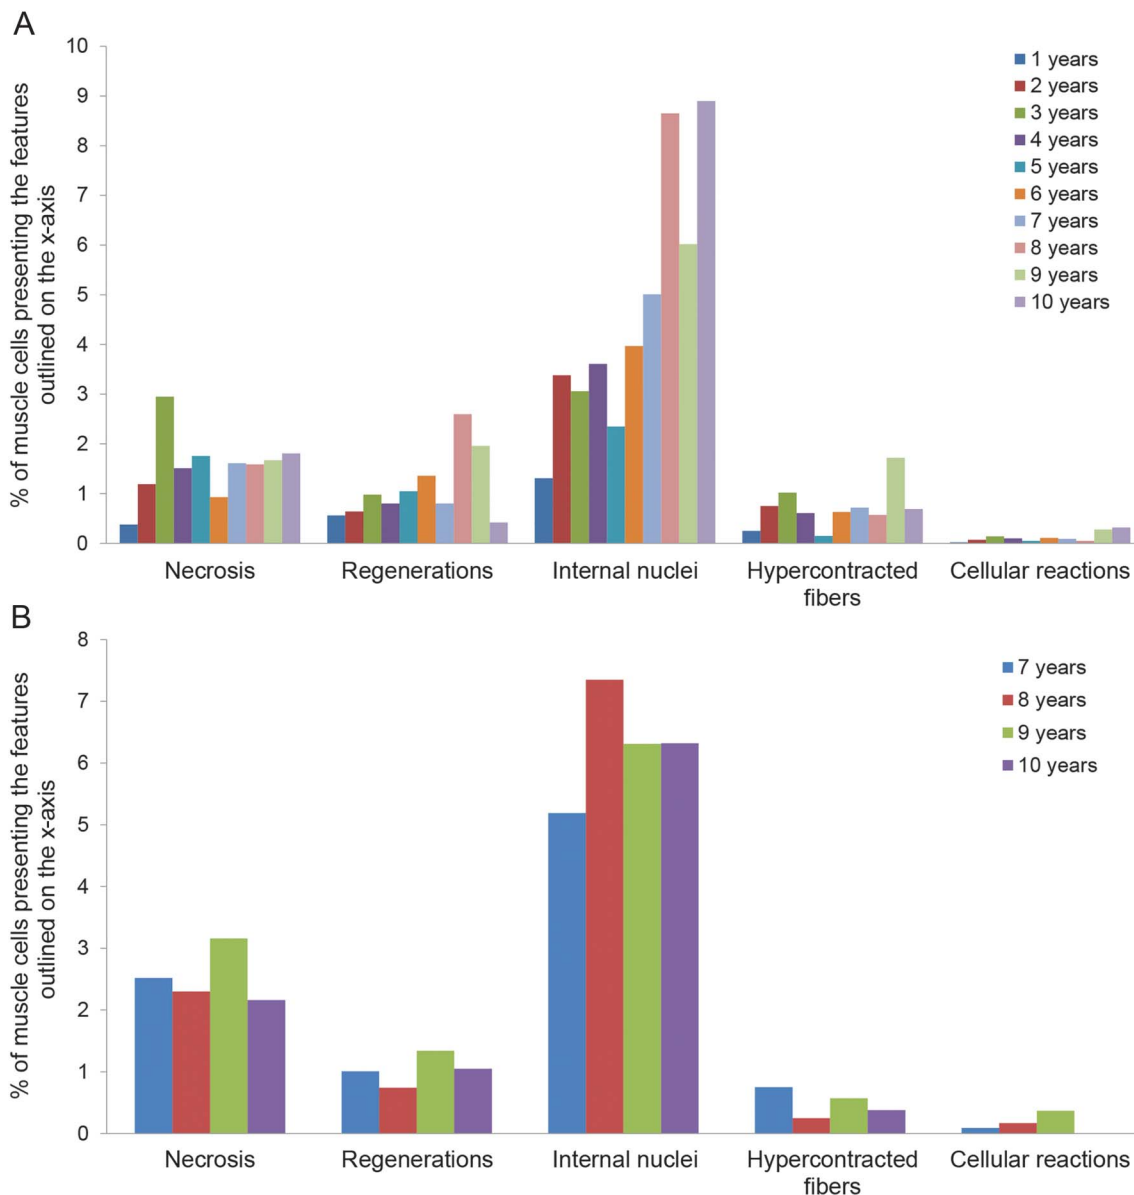 A
% of muscle cells presenting the features
outlined on the x-axis
10
9
8
7
6
5
4
3
2
1
0
1 years
2 years
3 years
4 years
5 years
6 years
7 years
8 years
9 years
10 years
Necrosis
Regenerations
Internal nuclei
Hypercontracted
fibers
Cellular reactions
B
% of muscle cells presenting the features
outlined on the x-axis
8
7
6
5
4
3
2
1
0
7 years
8 years
9 years
10 years
Necrosis
Regenerations
Internal nuclei
Hypercontracted
fibers
Cellular reactions